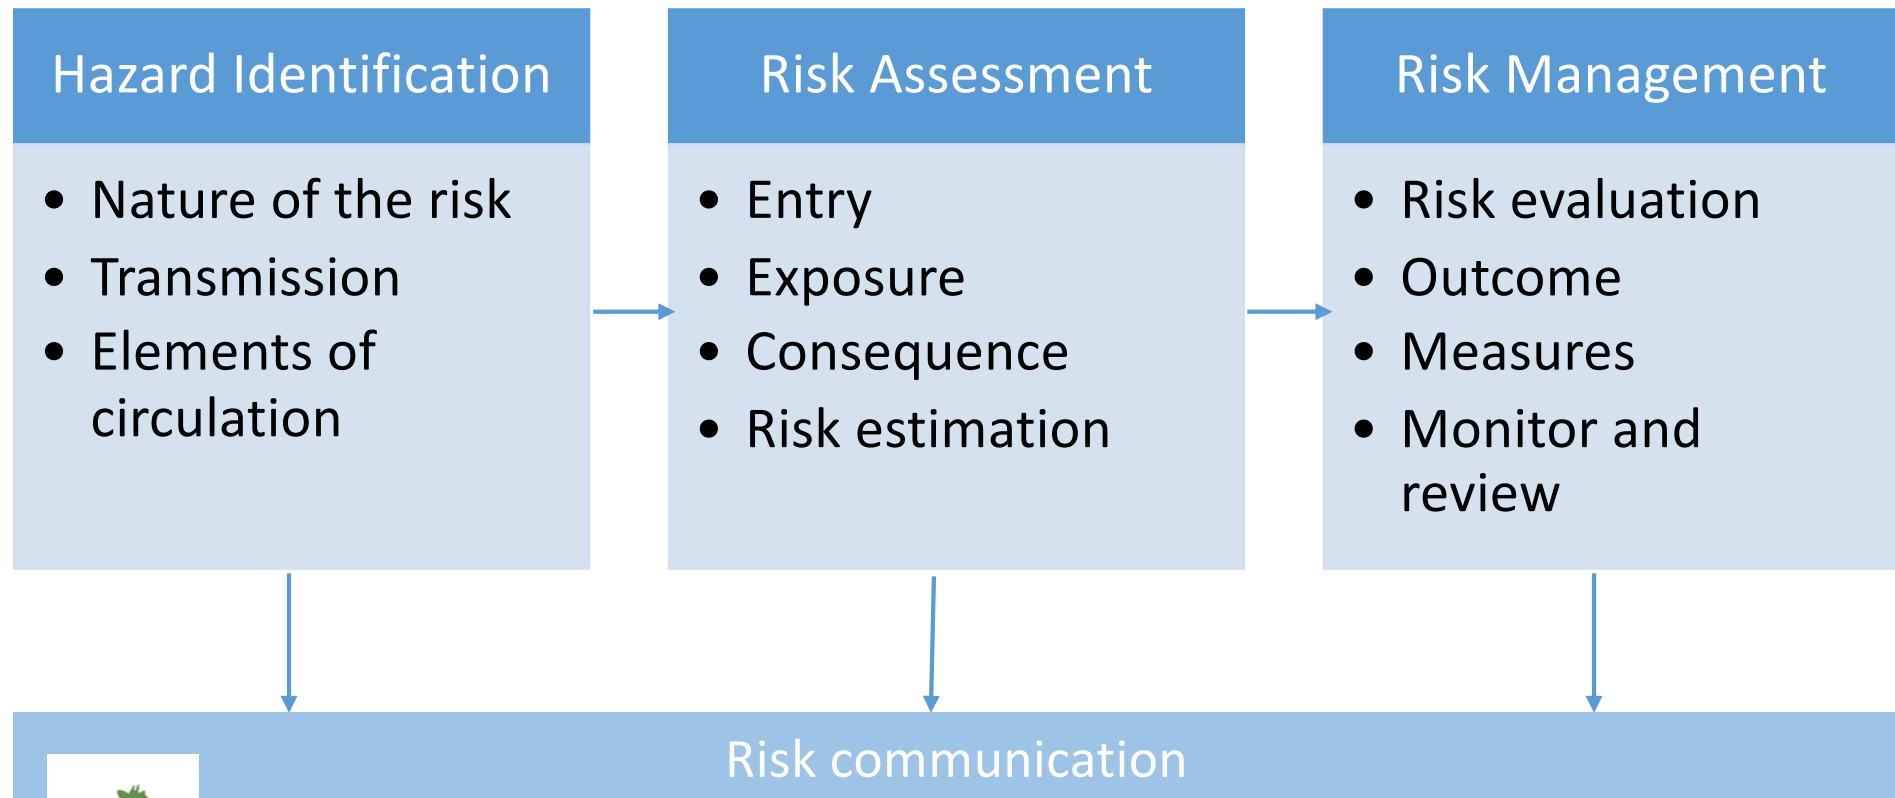 Hazard Identification
• Nature of the risk
• Transmission
• Elements of
circulation
Risk Assessment
• Entry
• Exposure
• Consequence
• Risk estimation
Risk Management
• Risk evaluation
• Outcome
• Measures
• Monitor and
review
Risk communication